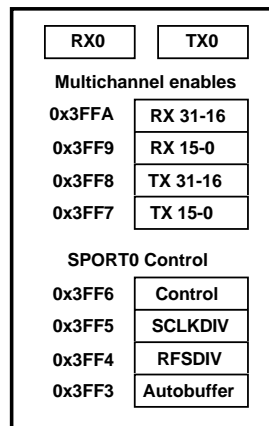 RX0 TX0
Multichannel enables
0x3FFA RX 31-16
0x3FF9 RX 15-0
0x3FF8 TX 31-16
0x3FF7 TX 15-0
SPORT0 Control
0x3FF6 Control
0x3FF5 SCLKDIV
0x3FF4 RFSDIV
0x3FF3 Autobuffer